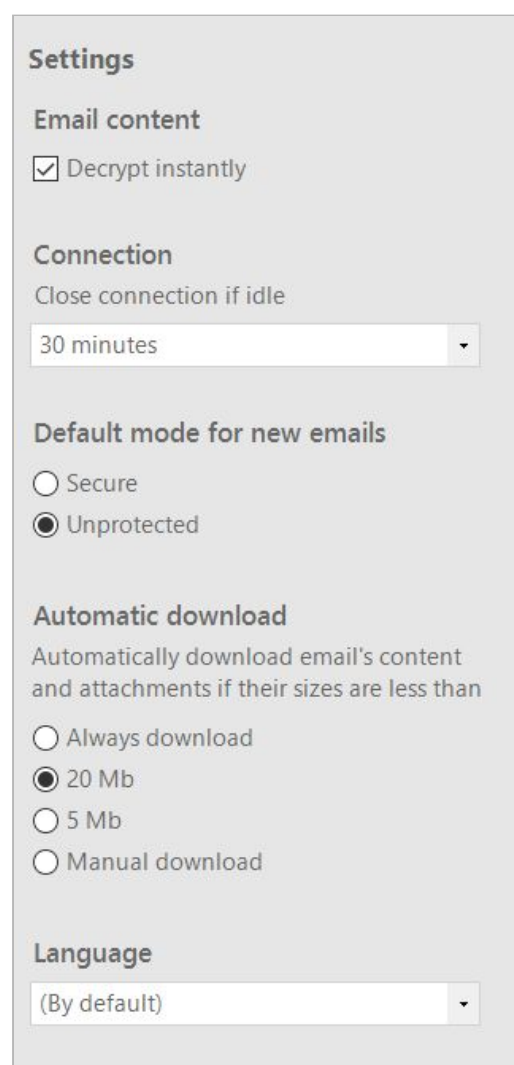 Settings
Email content
Decrypt instantly
Connection
Close connection if idle
30 minutes
Default mode for new emails
Secure
Unprotected
Automatic download
Automatically download email's content
and attachments if their sizes are less than
Always download
20 Mb
5 Mb
Manual download
Language
(By default)